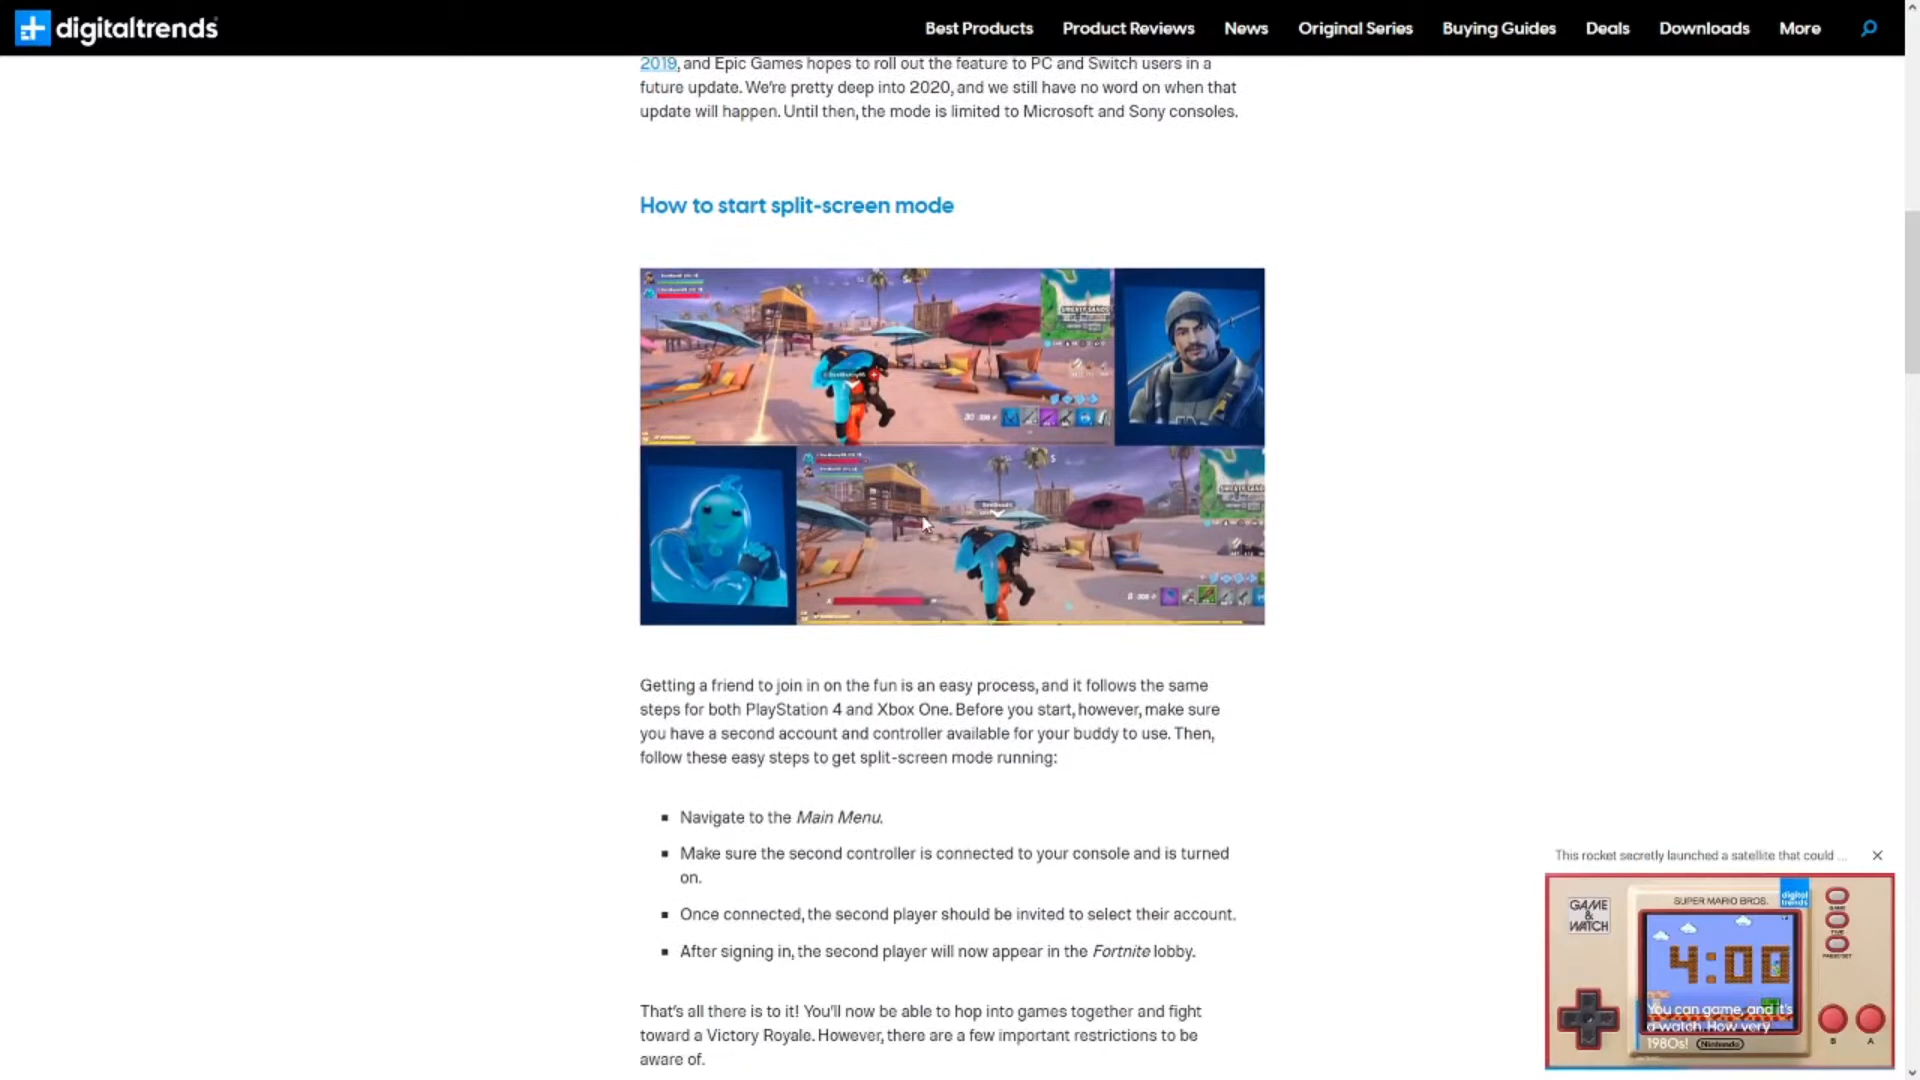 digitaltrends
Best Products Product Reviews News Original Series Buying Guides Deals Downloads More
2019, and Epic Games hopes to roll out the feature to PC and Switch users in a
future update. We're pretty deep into 2020, and we still have no word on when that
update will happen. Until then, the mode is limited to Microsoft and Sony consoles.
How to start split-screen mode
Getting a friend to join in on the fun is an easy process, and it follows the same
steps for both PlayStation 4 and Xbox One. Before you start, however, make sure
you have a second account and controller available for your buddy to use. Then,
follow these easy steps to get split-screen mode running:
Navigate to the Main Menu.
Make sure the second controller is connected to your console and is turned
on.
Once connected, the second player should be invited to select their account.
After signing in, the second player will now appear in the Fortnite lobby.
That's all there is to it! You'll now be able to hop into games together and fight
toward a Victory Royale. However, there are a few important restrictions to be
aware of.
This rocket secretly launched a satellite that could ...
digital
trends
SUPER MARIO BROS.
GAME
&
WATCH
4:00
You can game, and it's
a watch. How very
1980s!
Nintendo
B A